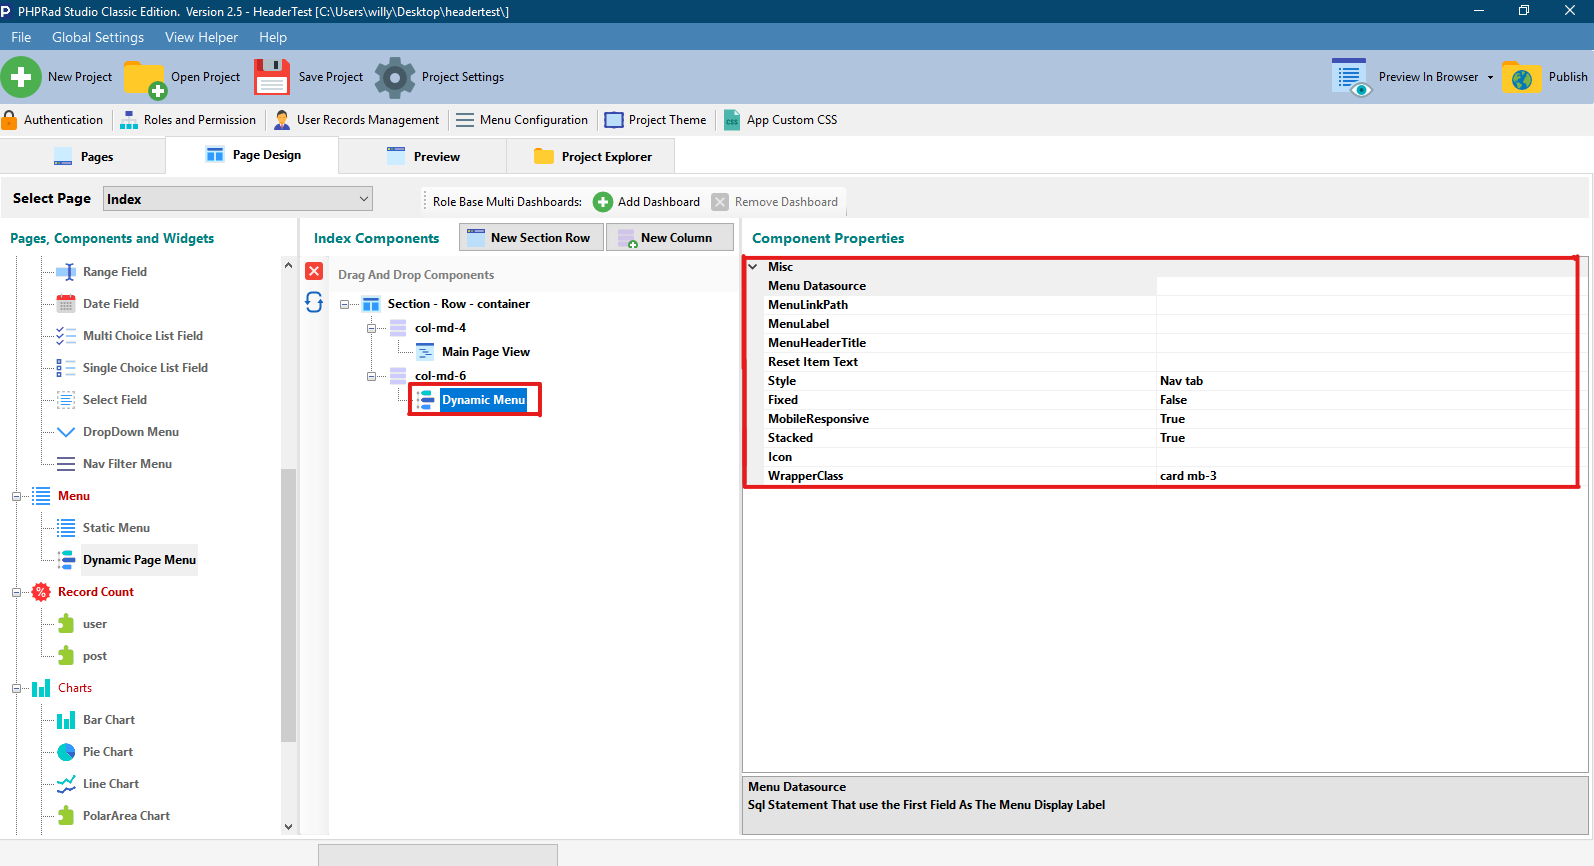 PHPRad Studio Classic Edition. Version 2.5 - HeaderTest [C:\Users\willy\Desktop\headertest\]
File Global Settings View Helper Help
New Project Open Project Save Project Project Settings Preview In Browser Publish
Authentication Roles and Permission User Records Management Menu Configuration Project Theme CSS App Custom CSS
Pages Page Design Preview Project Explorer
Select Page Index Role Base Multi Dashboards: Add Dashboard Remove Dashboard
Pages, Components and Widgets
Range Field
Date Field
Multi Choice List Field
Single Choice List Field
Select Field
DropDown Menu
Nav Filter Menu
Menu
Static Menu
Dynamic Page Menu
Record Count
user
post
Charts
Bar Chart
Pie Chart
Line Chart
PolarArea Chart
Index Components New Section Row New Column
Drag And Drop Components
Section - Row - container
col-md-4
Main Page View
col-md-6
Dynamic Menu
Component Properties
Misc
Menu Datasource
MenuLinkPath
MenuLabel
MenuHeaderTitle
Reset Item Text
Style Nav tab
Fixed False
MobileResponsive True
Stacked True
Icon
WrapperClass card mb-3
Menu Datasource
Sql Statement That use the First Field As The Menu Display Label